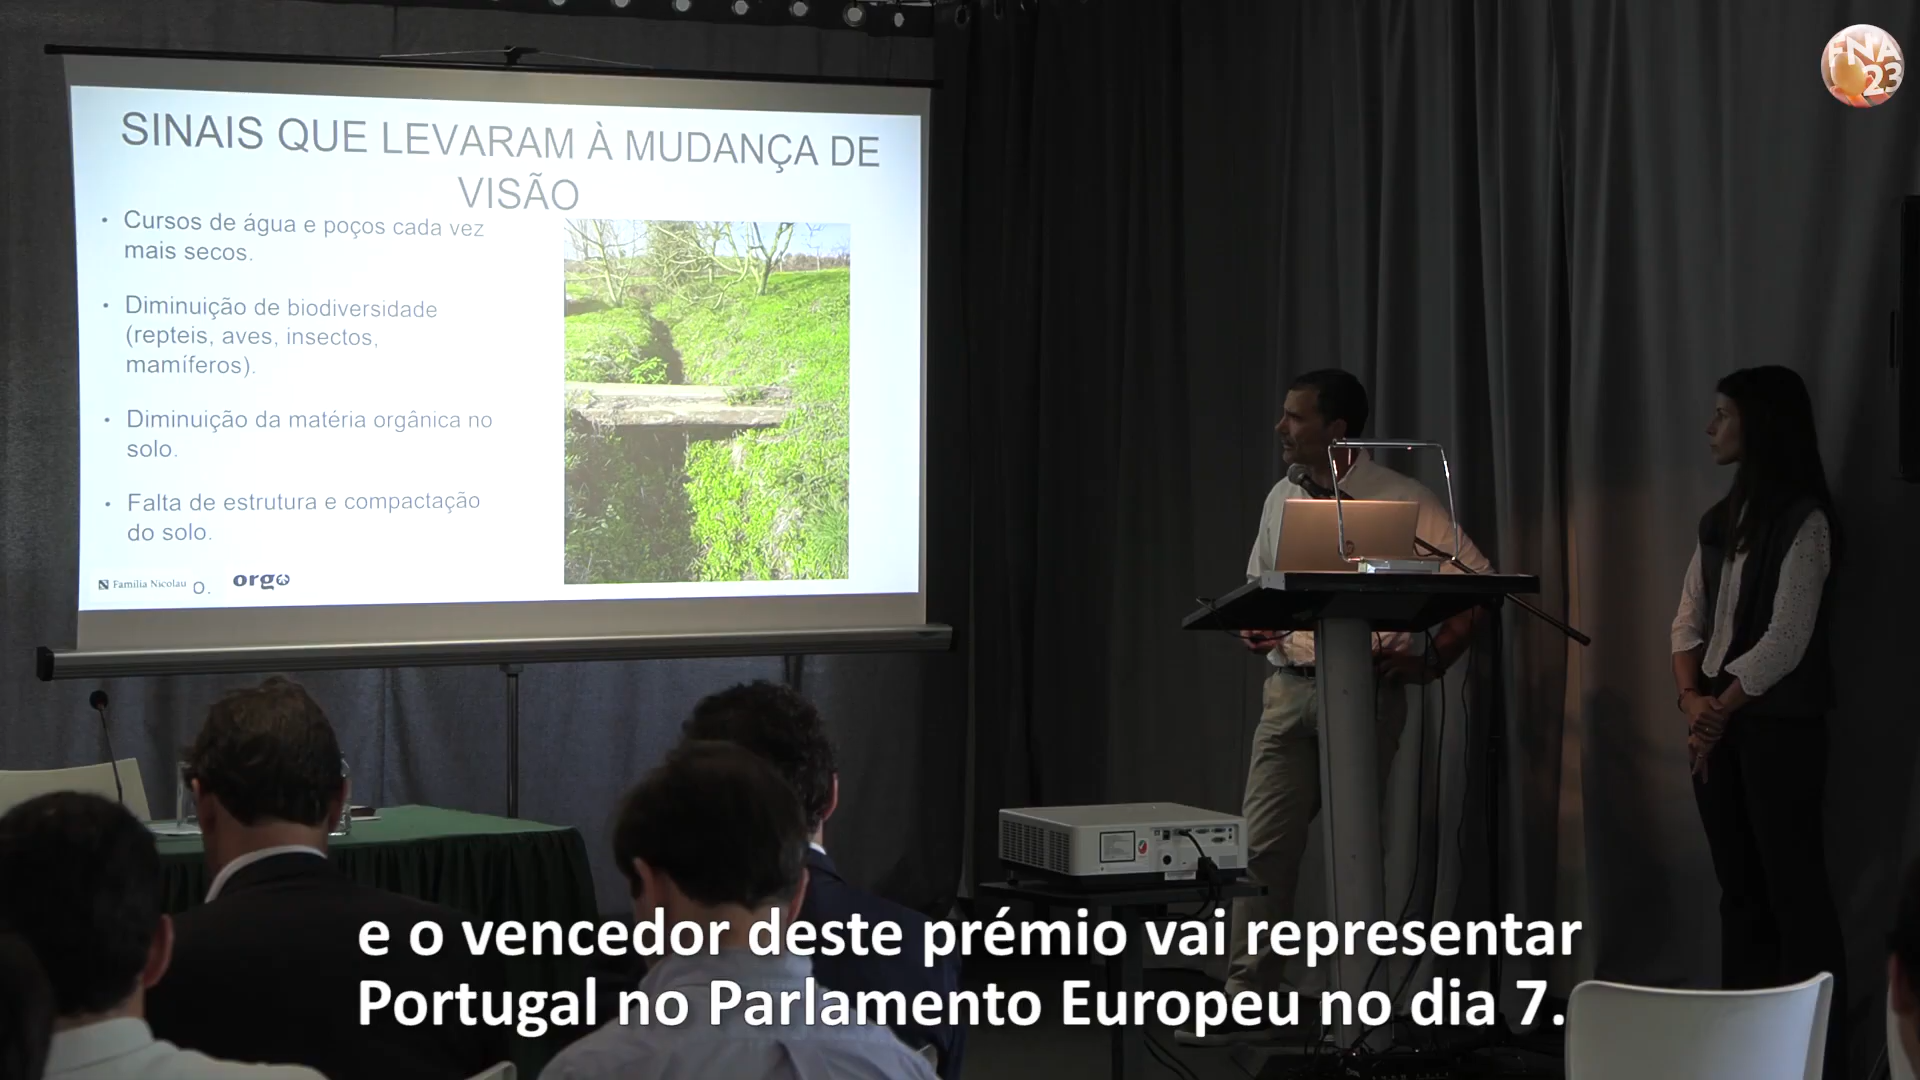 FNA
23
SINAIS QUE LEVARAM À MUDANÇA DE
VISÃO
• Cursos de água e poços cada vez
mais secos.
• Diminuição de biodiversidade
(repteis, aves, insectos,
mamíferos).
• Diminuição da matéria orgânica no
solo.
• Falta de estrutura e compactação
do solo.
Família Nicolau o. orgo
e o vencedor deste prémio vai representar
Portugal no Parlamento Europeu no dia 7.